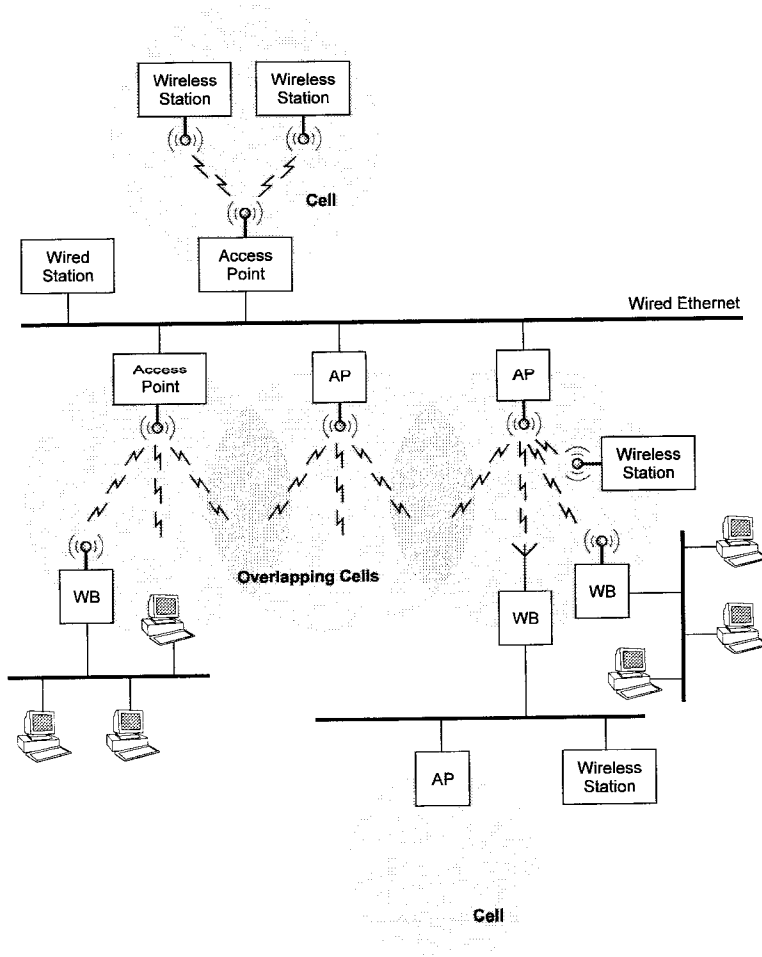 Wireless
Station
Wireless
Station
Cell
Wired
Station
Access
Point
Wired Ethernet
Access
Point
AP
AP
Wireless
Station
Overlapping Cells
WB
WB
WB
AP
Wireless
Station
Cell